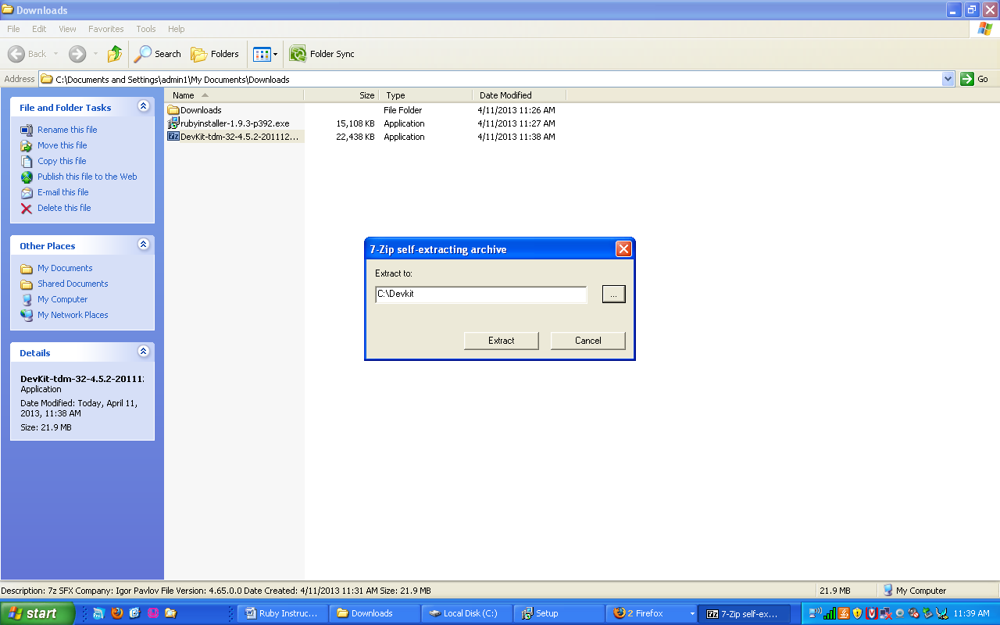 Downloads
File Edit View Favorites Tools Help
Back Search Folders Folder Sync
Address C:\Documents and Settings\admin1\My Documents\Downloads Go
File and Folder Tasks
Rename this file
Move this file
Copy this file
Publish this file to the Web
E-mail this file
Delete this file
Other Places
My Documents
Shared Documents
My Computer
My Network Places
Details
DevKit-tdm-32-4.5.2-20111
Application
Date Modified: Today, April 11,
2013, 11:38 AM
Size: 21.9 MB
Name Size Type Date Modified
Downloads File Folder 4/11/2013 11:26 AM
rubyinstaller-1.9.3-p392.exe 15,108 KB Application 4/11/2013 11:27 AM
7z DevKit-tdm-32-4.5.2-201112... 22,438 KB Application 4/11/2013 11:38 AM
7-Zip self-extracting archive
Extract to:
C:\Devkit
...
Extract Cancel
Description: 7z SFX Company: Igor Pavlov File Version: 4.65.0.0 Date Created: 4/11/2013 11:31 AM Size: 21.9 MB 21.9 MB My Computer
start Ruby Instruc... Downloads Local Disk (C:) Setup 2 Firefox 7z 7-Zip self-ex... 11:39 AM